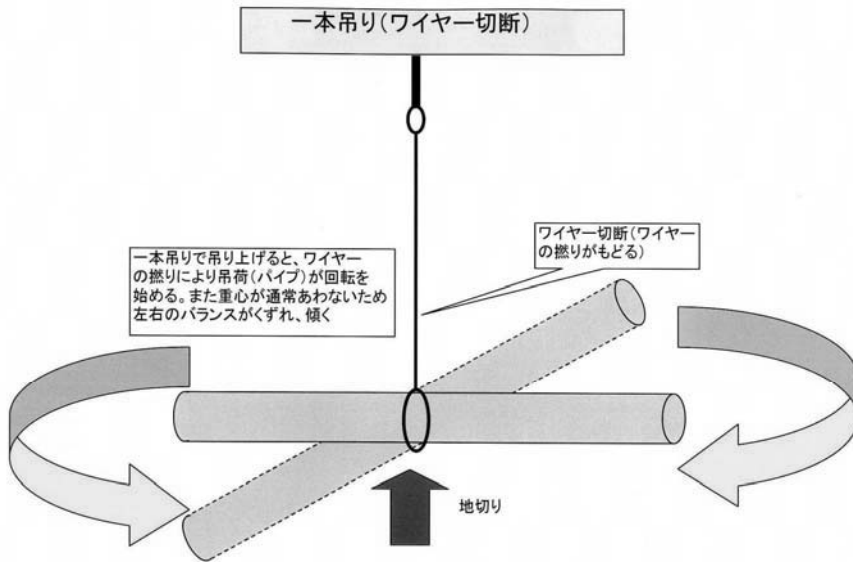 一本吊り(ワイヤー切断)
ワイヤー切断(ワイヤー
の撚りがもどる)
一本吊りで吊り上げると、ワイヤー
の撚りにより吊荷(パイプ)が回転を
始める。また重心が通常あわないため
左右のバランスがくずれ、傾く
地切り